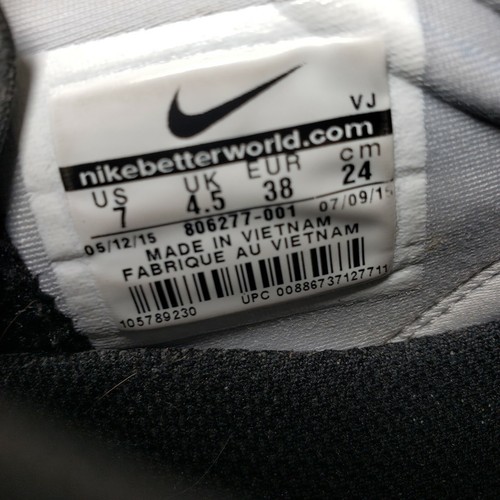 VJ
nikebetterworld.com
US UK EUR cm
7 4.5 38 24
05/12/15 806277-001 07/09/15
MADE IN VIETNAM
FABRIQUE AU VIETNAM
105789230 UPC 00886737127711